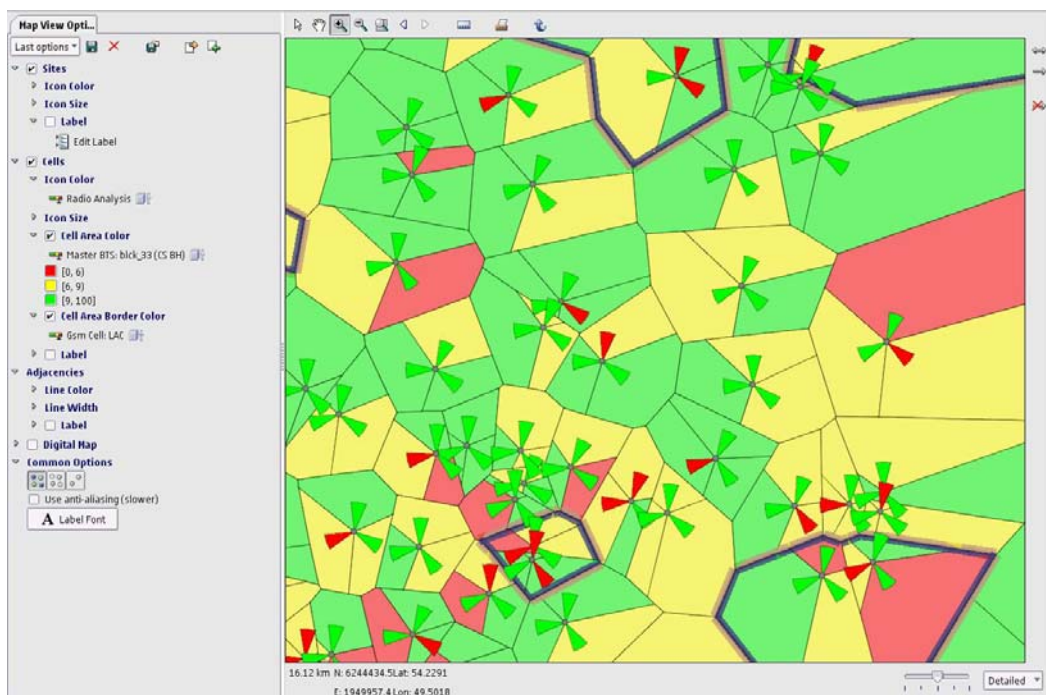 Map View Opti...
Last options
Sites
Icon Color
Icon Size
Label
Edit Label
Cells
Icon Color
Radio Analysis
Icon Size
Cell Area Color
Master BTS: blck_33 (CS BH)
[0, 6)
[6, 9)
[9, 100]
Cell Area Border Color
Gsm Cell: LAC
Label
Adjacencies
Line Color
Line Width
Label
Digital Map
Common Options
Use anti-aliasing (slower)
A Label Font
16.12 km N: 6244434.5Lat: 54.2291
E: 1949957.4 Lon: 49.5018
Detailed